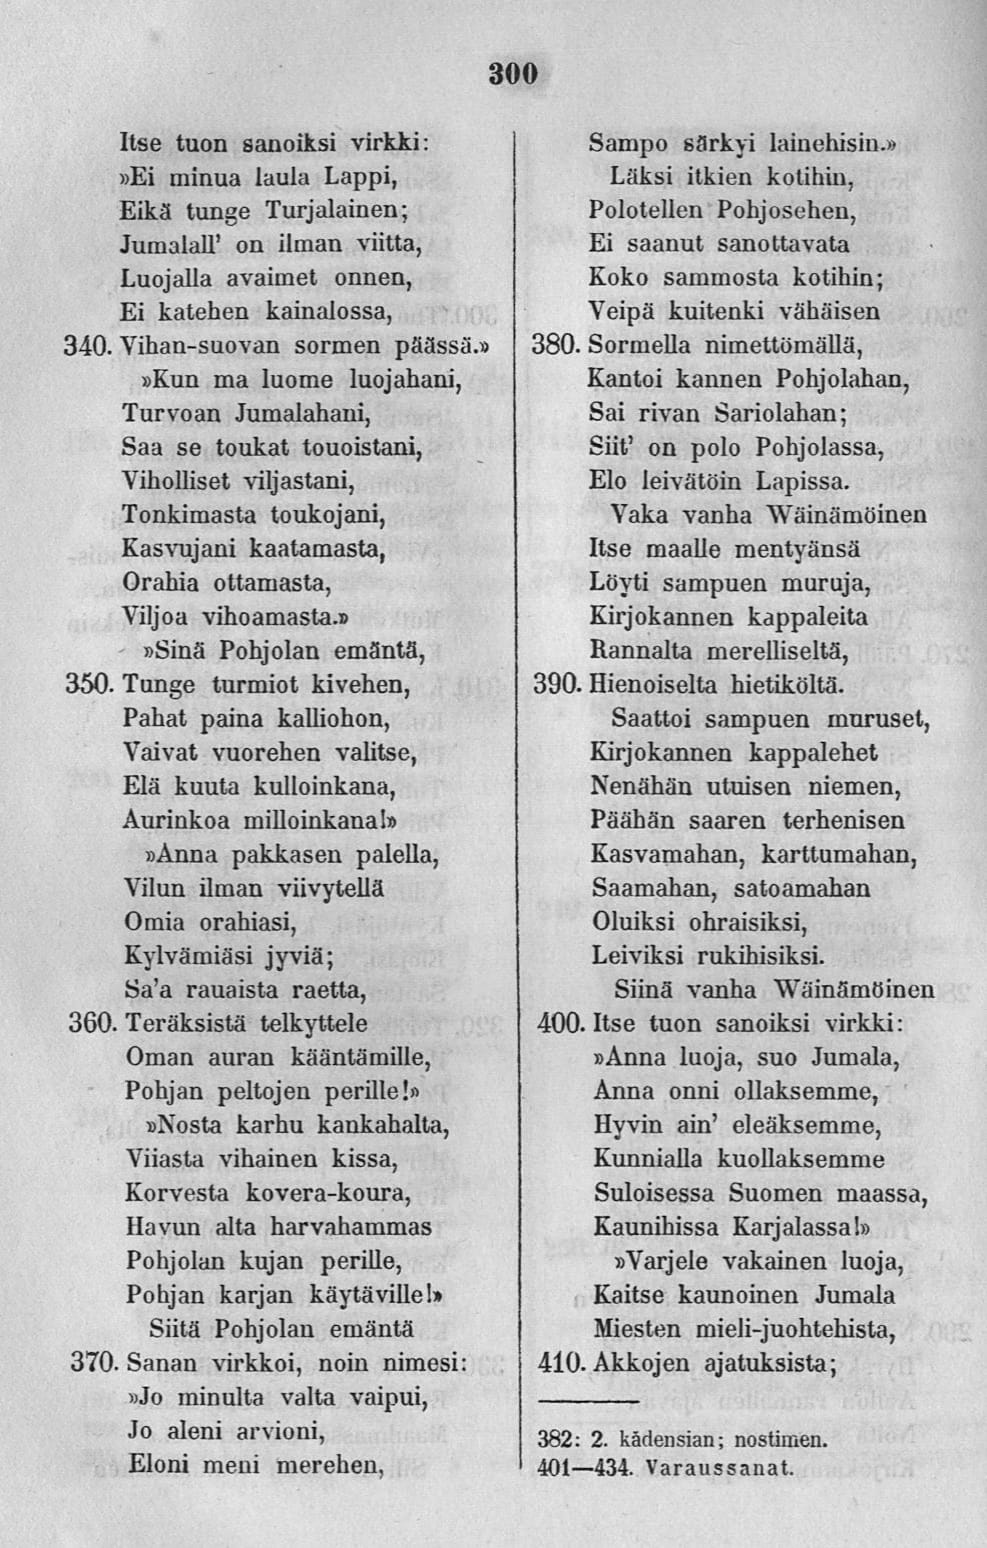 300
Itse tuon sanoiksi virkki:
»Ei minua laula Lappi,
Eikä tunge Turjalainen;
Jumalall' on ilman viitta,
Luojalla avaimet onnen,
Ei katehen kainalossa,
340. Vihan-suovan sormen päässä.»
»Kun ma luome luojahani,
Turvoan Jumalahani,
Saa se toukat touoistani,
Viholliset viljastani,
Tonkimasta toukojani,
Kasvujani kaatamasta,
Orahia ottamasta,
Viljoa vihoamasta.»
»Sinä Pohjolan emäntä,
350. Tunge turmiot kivehen,
Pahat paina kalliohon,
Vaivat vuorehen valitse,
Elä kuuta kulloinkana,
Aurinkoa milloinkana!»
»Anna pakkasen palella,
Vilun ilman viivytellä
Omia orahiasi,
Kylvämiäsi jyviä;
Sa'a rauaista raetta,
360. Teräksistä telkyttele
Oman auran kääntämille,
Pohjan peltojen perille!»
»Nosta karhu kankahalta,
Viiasta vihainen kissa,
Korvesta kovera-koura,
Havun alta harvahammas
Pohjolan kujan perille,
Pohjan karjan käytäville!»
Siitä Pohjolan emäntä
370. Sanan virkkoi, noin nimesi:
»Jo minulta valta vaipui,
Jo aleni arvioni,
Eloni meni merehen,
Sampo särkyi lainehisin.»
Läksi itkien kotihin,
Polotellen Pohjosehen,
Ei saanut sanottavata
Koko sammosta kotihin;
Veipä kuitenki vähäisen
380. Sormella nimettömällä,
Kantoi kannen Pohjolahan,
Sai rivan Sariolahan;
Siit' on polo Pohjolassa,
Elo leivätöin Lapissa.
Vaka vanha Wäinämöinen
Itse maalle mentyänsä
Löyti sampuen muruja,
Kirjokannen kappaleita
Rannalta merelliseltä,
390. Hienoiselta hietiköltä.
Saattoi sampuen muruset,
Kirjokannen kappalehet
Nenähän utuisen niemen,
Päähän saaren terhenisen
Kasvamahan, karttumahan,
Saamahan, satoamahan
Oluiksi ohraisiksi,
Leiviksi rukihisiksi.
Siinä vanha Wäinämöinen
400. Itse tuon sanoiksi virkki:
»Anna luoja, suo Jumala,
Anna onni ollaksemme,
Hyvin ain' eleäksemme,
Kunnialla kuollaksemme
Suloisessa Suomen maassa,
Kaunihissa Karjalassa!»
»Varjele vakainen luoja,
Kaitse kaunoinen Jumala
Miesten mieli-juohtehista,
410. Akkojen ajatuksista;
382: 2. kädensian; nostimen.
401—434. Varaussanat.